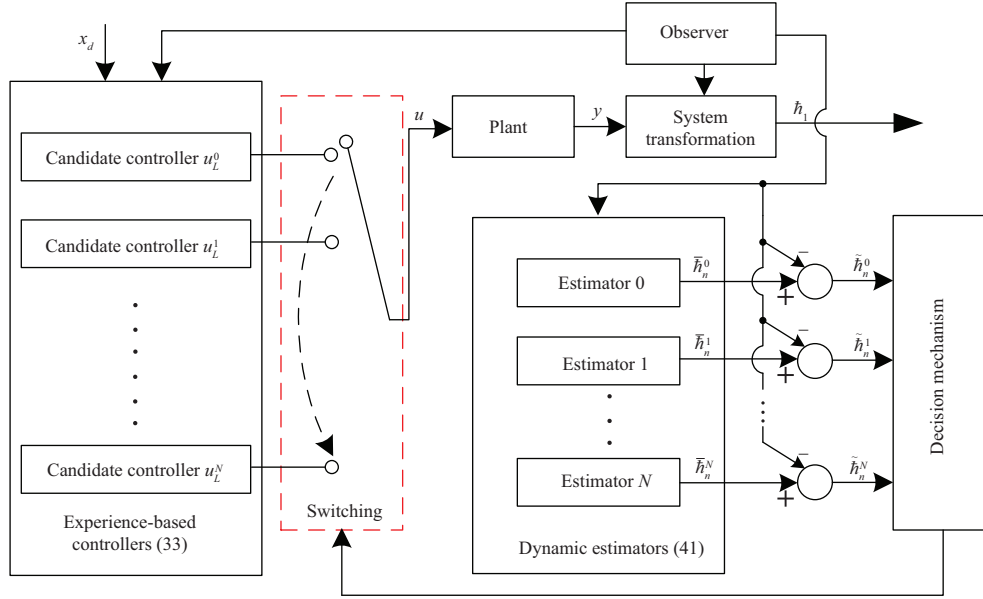 Observer
x_d
u
Plant
y
System
transformation
ħ_1
Candidate controller u_L^0
Candidate controller u_L^1
Candidate controller u_L^N
Experience-based
controllers (33)
Switching
Estimator 0
ħ̄_n^0
+
−
ħ̃_n^0
Estimator 1
ħ̄_n^1
+
−
ħ̃_n^1
Estimator N
ħ̄_n^N
+
−
ħ̃_n^N
Dynamic estimators (41)
Decision mechanism